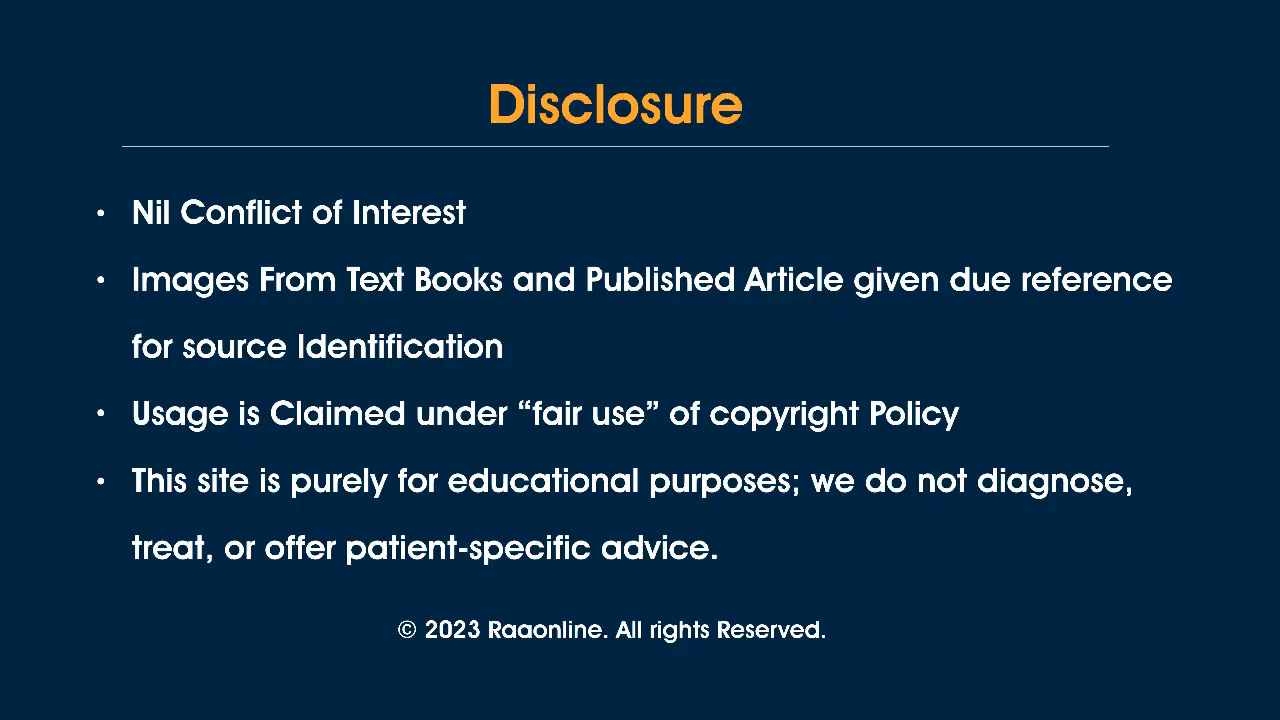 Disclosure
• Nil Conflict of Interest
• Images From Text Books and Published Article given due reference
for source Identification
• Usage is Claimed under “fair use” of copyright Policy
• This site is purely for educational purposes; we do not diagnose,
treat, or offer patient-specific advice.
© 2023 Raaonline. All rights Reserved.